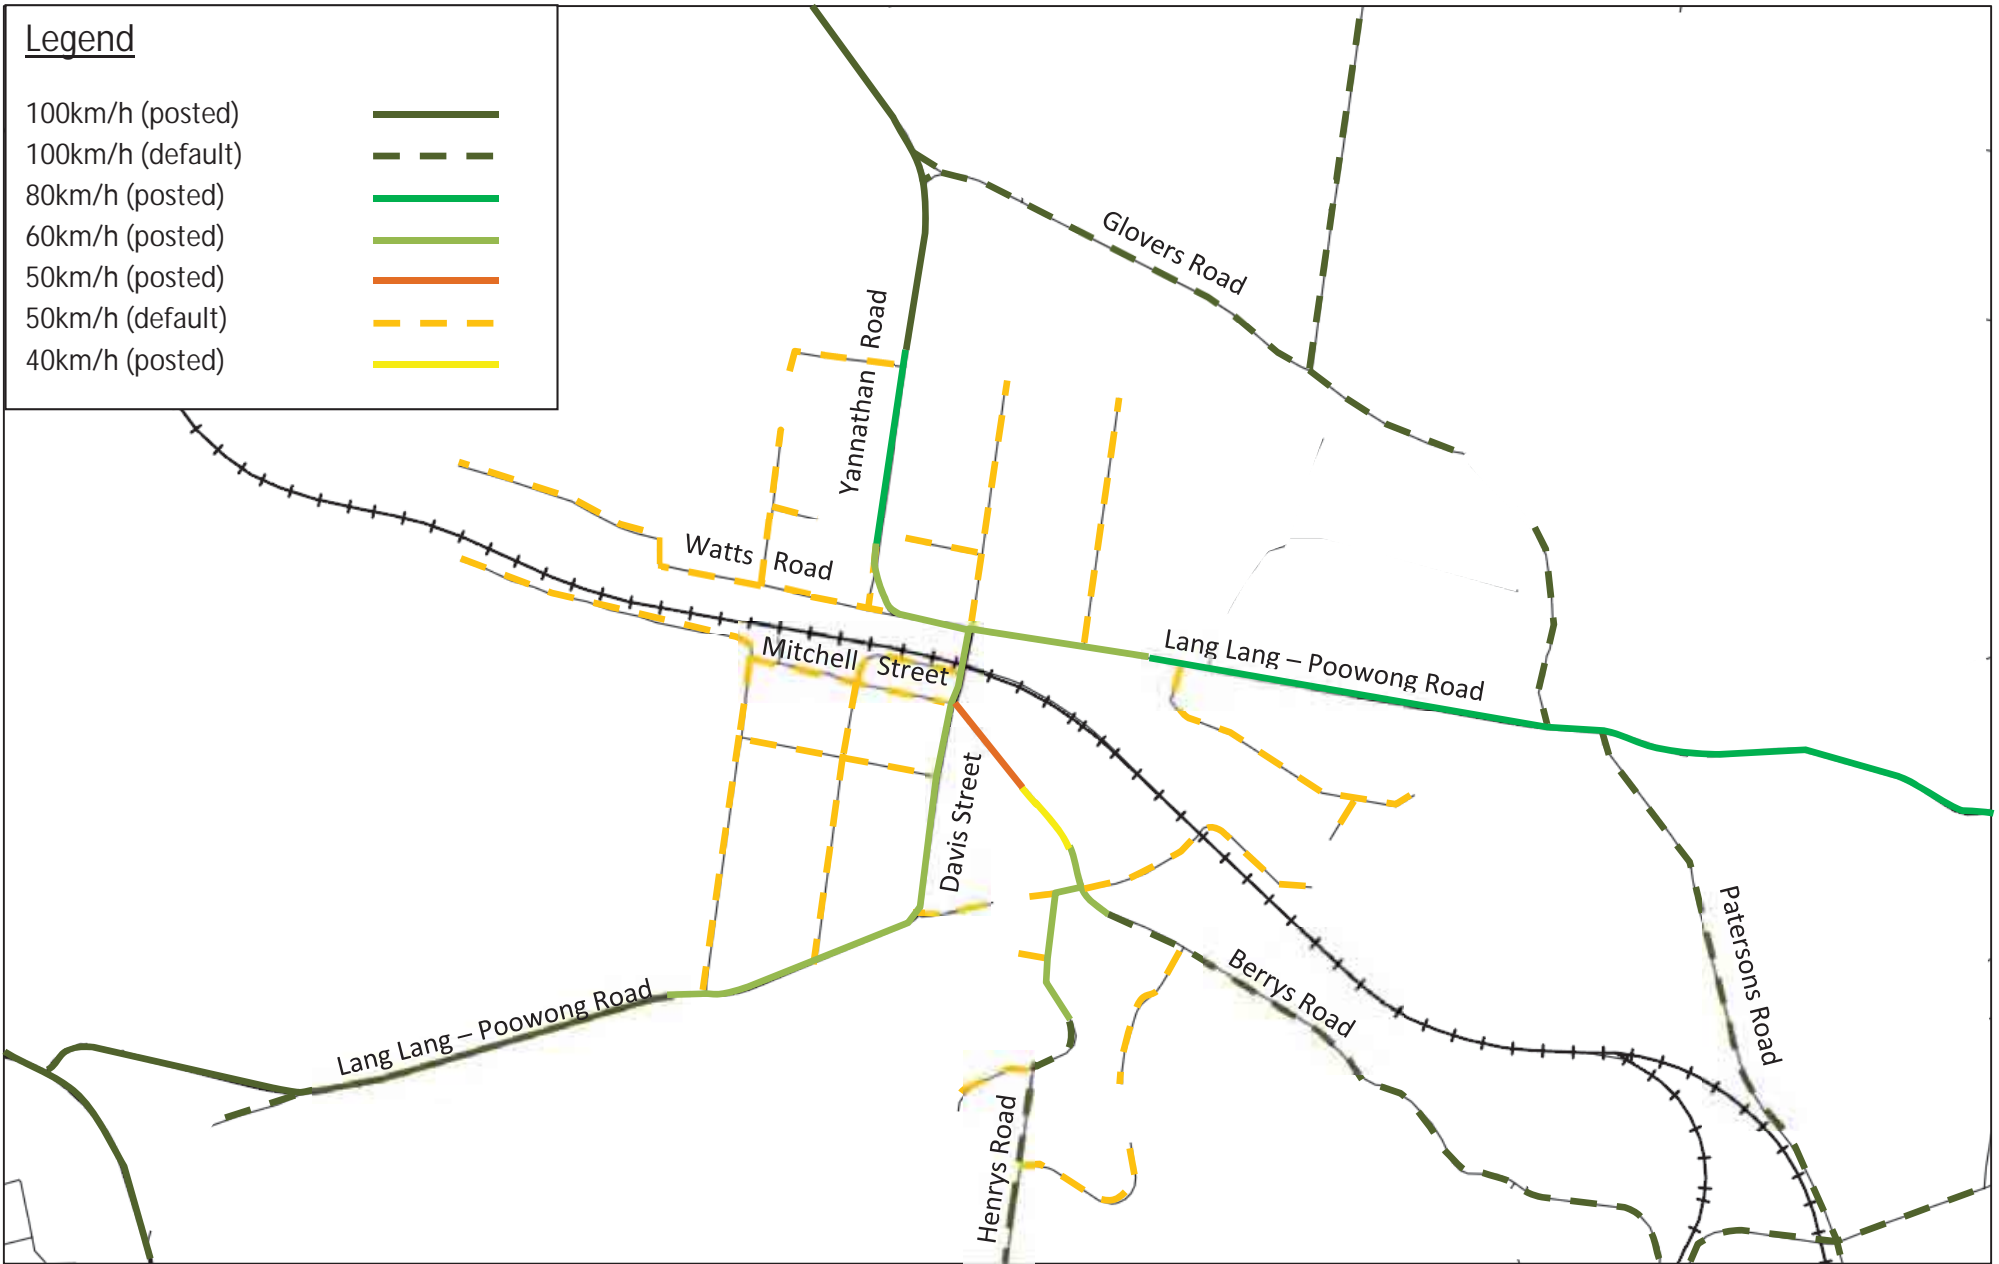 Legend
100km/h (posted)
100km/h (default)
80km/h (posted)
60km/h (posted)
50km/h (posted)
50km/h (default)
40km/h (posted)
Glovers Road
Yannathan Road
Watts Road
Mitchell Street
Lang Lang – Poowong Road
Davis Street
Patersons Road
Berrys Road
Lang Lang – Poowong Road
Henrys Road